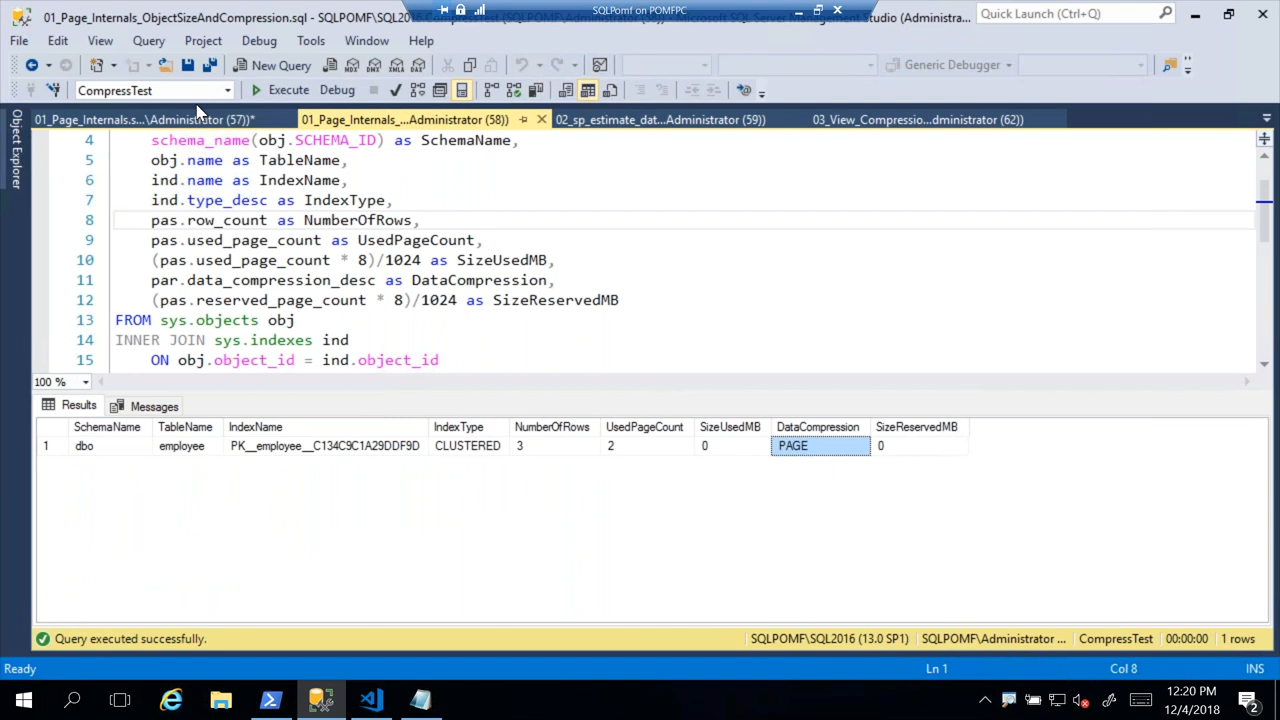 01_Page_Internals_ObjectSizeAndCompression.sql - SQLPOMF\SQL2016.CompressTest (SQLPOMF\Administrator (58)) - Microsoft SQL Server Management Studio (Administra...
SQLPomf on POMFPC
Quick Launch (Ctrl+Q)
File Edit View Query Project Debug Tools Window Help
New Query MDX DMX XMLA DAX Generic Debugger
CompressTest Execute Debug
01_Page_Internals.s...\Administrator (57))* 01_Page_Internals_...Administrator (58)) 02_sp_estimate_dat...Administrator (59)) 03_View_Compressio...dministrator (62))
Object Explorer
4 schema_name(obj.SCHEMA_ID) as SchemaName,
5 obj.name as TableName,
6 ind.name as IndexName,
7 ind.type_desc as IndexType,
8 pas.row_count as NumberOfRows,
9 pas.used_page_count as UsedPageCount,
10 (pas.used_page_count * 8)/1024 as SizeUsedMB,
11 par.data_compression_desc as DataCompression,
12 (pas.reserved_page_count * 8)/1024 as SizeReservedMB
13 FROM sys.objects obj
14 INNER JOIN sys.indexes ind
15 ON obj.object_id = ind.object_id
100 %
Results Messages
SchemaName TableName IndexName IndexType NumberOfRows UsedPageCount SizeUsedMB DataCompression SizeReservedMB
1 dbo employee PK__employee__C134C9C1A29DDF9D CLUSTERED 3 2 0 PAGE 0
Query executed successfully. SQLPOMF\SQL2016 (13.0 SP1) SQLPOMF\Administrator ... CompressTest 00:00:00 1 rows
Ready Ln 1 Col 8 INS
12:20 PM
12/4/2018
2